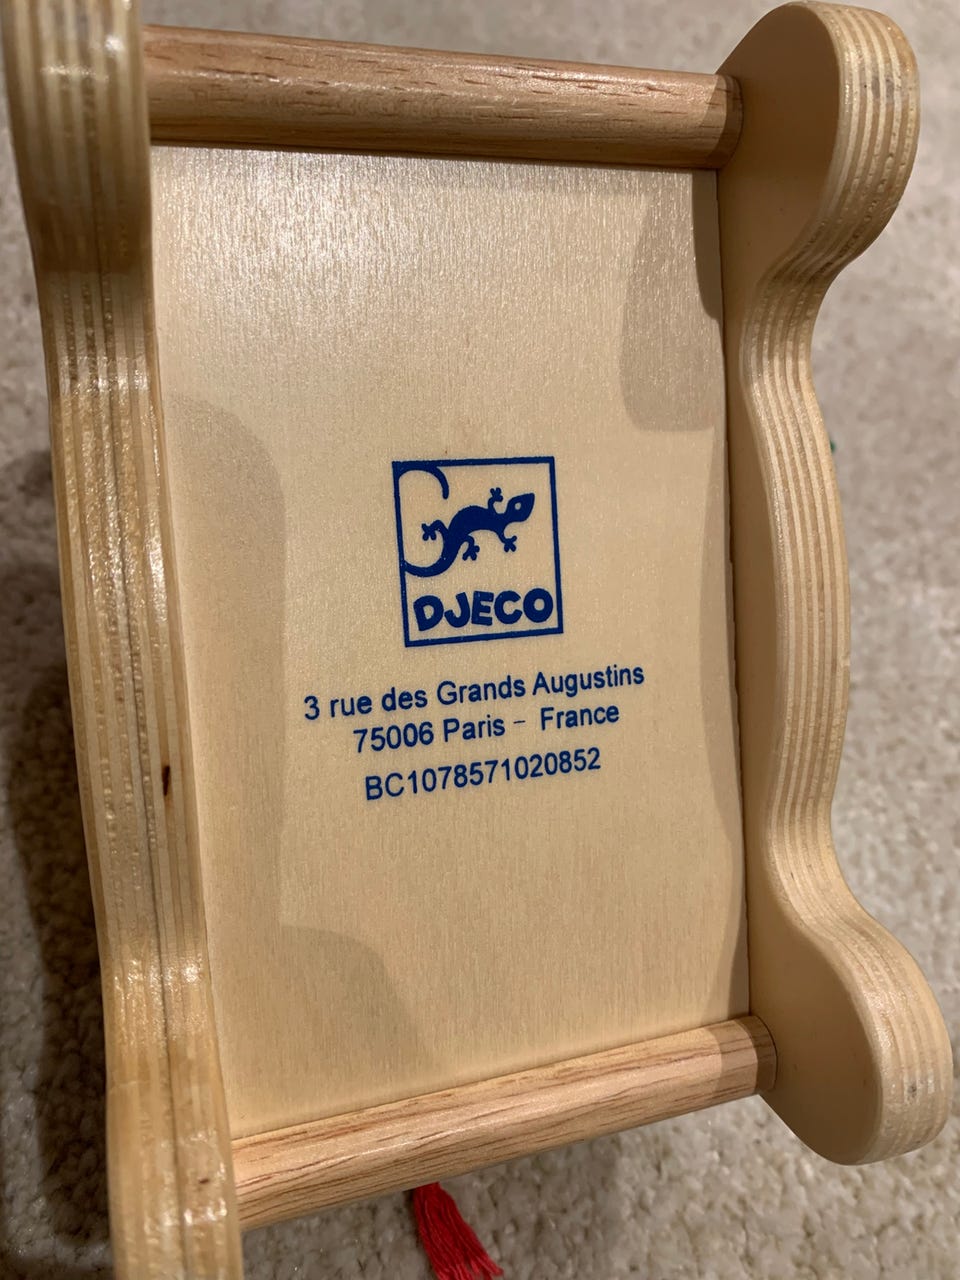 DJECO
3 rue des Grands Augustins
75006 Paris - France
BC1078571020852